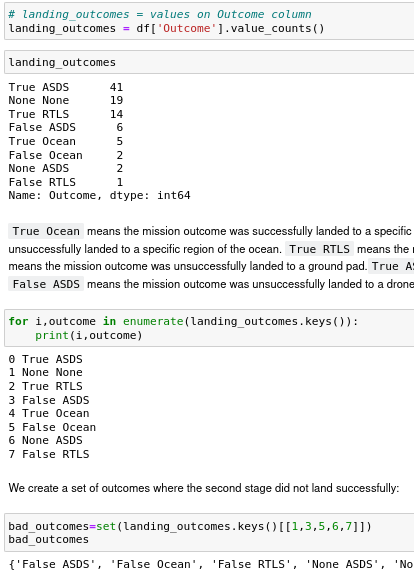 # landing_outcomes = values on Outcome column
landing_outcomes = df['Outcome'].value_counts()
landing_outcomes
True ASDS 41
None None 19
True RTLS 14
False ASDS 6
True Ocean 5
False Ocean 2
None ASDS 2
False RTLS 1
Name: Outcome, dtype: int64
True Ocean means the mission outcome was successfully landed to a specific
unsuccessfully landed to a specific region of the ocean. True RTLS means the
means the mission outcome was unsuccessfully landed to a ground pad. True
False ASDS means the mission outcome was unsuccessfully landed to a drone
for i,outcome in enumerate(landing_outcomes.keys()):
print(i,outcome)
0 True ASDS
1 None None
2 True RTLS
3 False ASDS
4 True Ocean
5 False Ocean
6 None ASDS
7 False RTLS
We create a set of outcomes where the second stage did not land successfully:
bad_outcomes=set(landing_outcomes.keys()[[1,3,5,6,7]])
bad_outcomes
{'False ASDS', 'False Ocean', 'False RTLS', 'None ASDS',